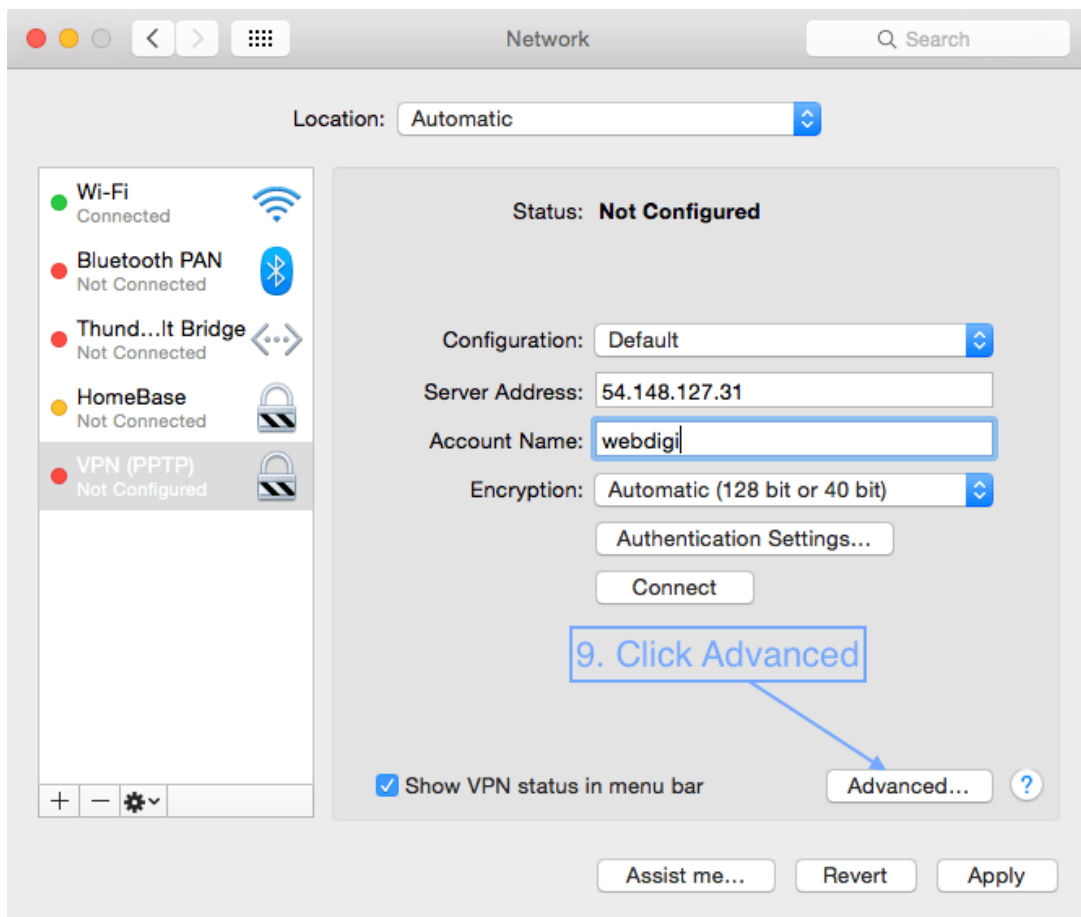 Network
Search
Location: Automatic
Wi-Fi
Connected
Bluetooth PAN
Not Connected
Thund...lt Bridge
Not Connected
HomeBase
Not Connected
VPN (PPTP)
Not Configured
Status: Not Configured
Configuration: Default
Server Address: 54.148.127.31
Account Name: webdigi
Encryption: Automatic (128 bit or 40 bit)
Authentication Settings...
Connect
9. Click Advanced
Show VPN status in menu bar
Advanced... ?
Assist me... Revert Apply